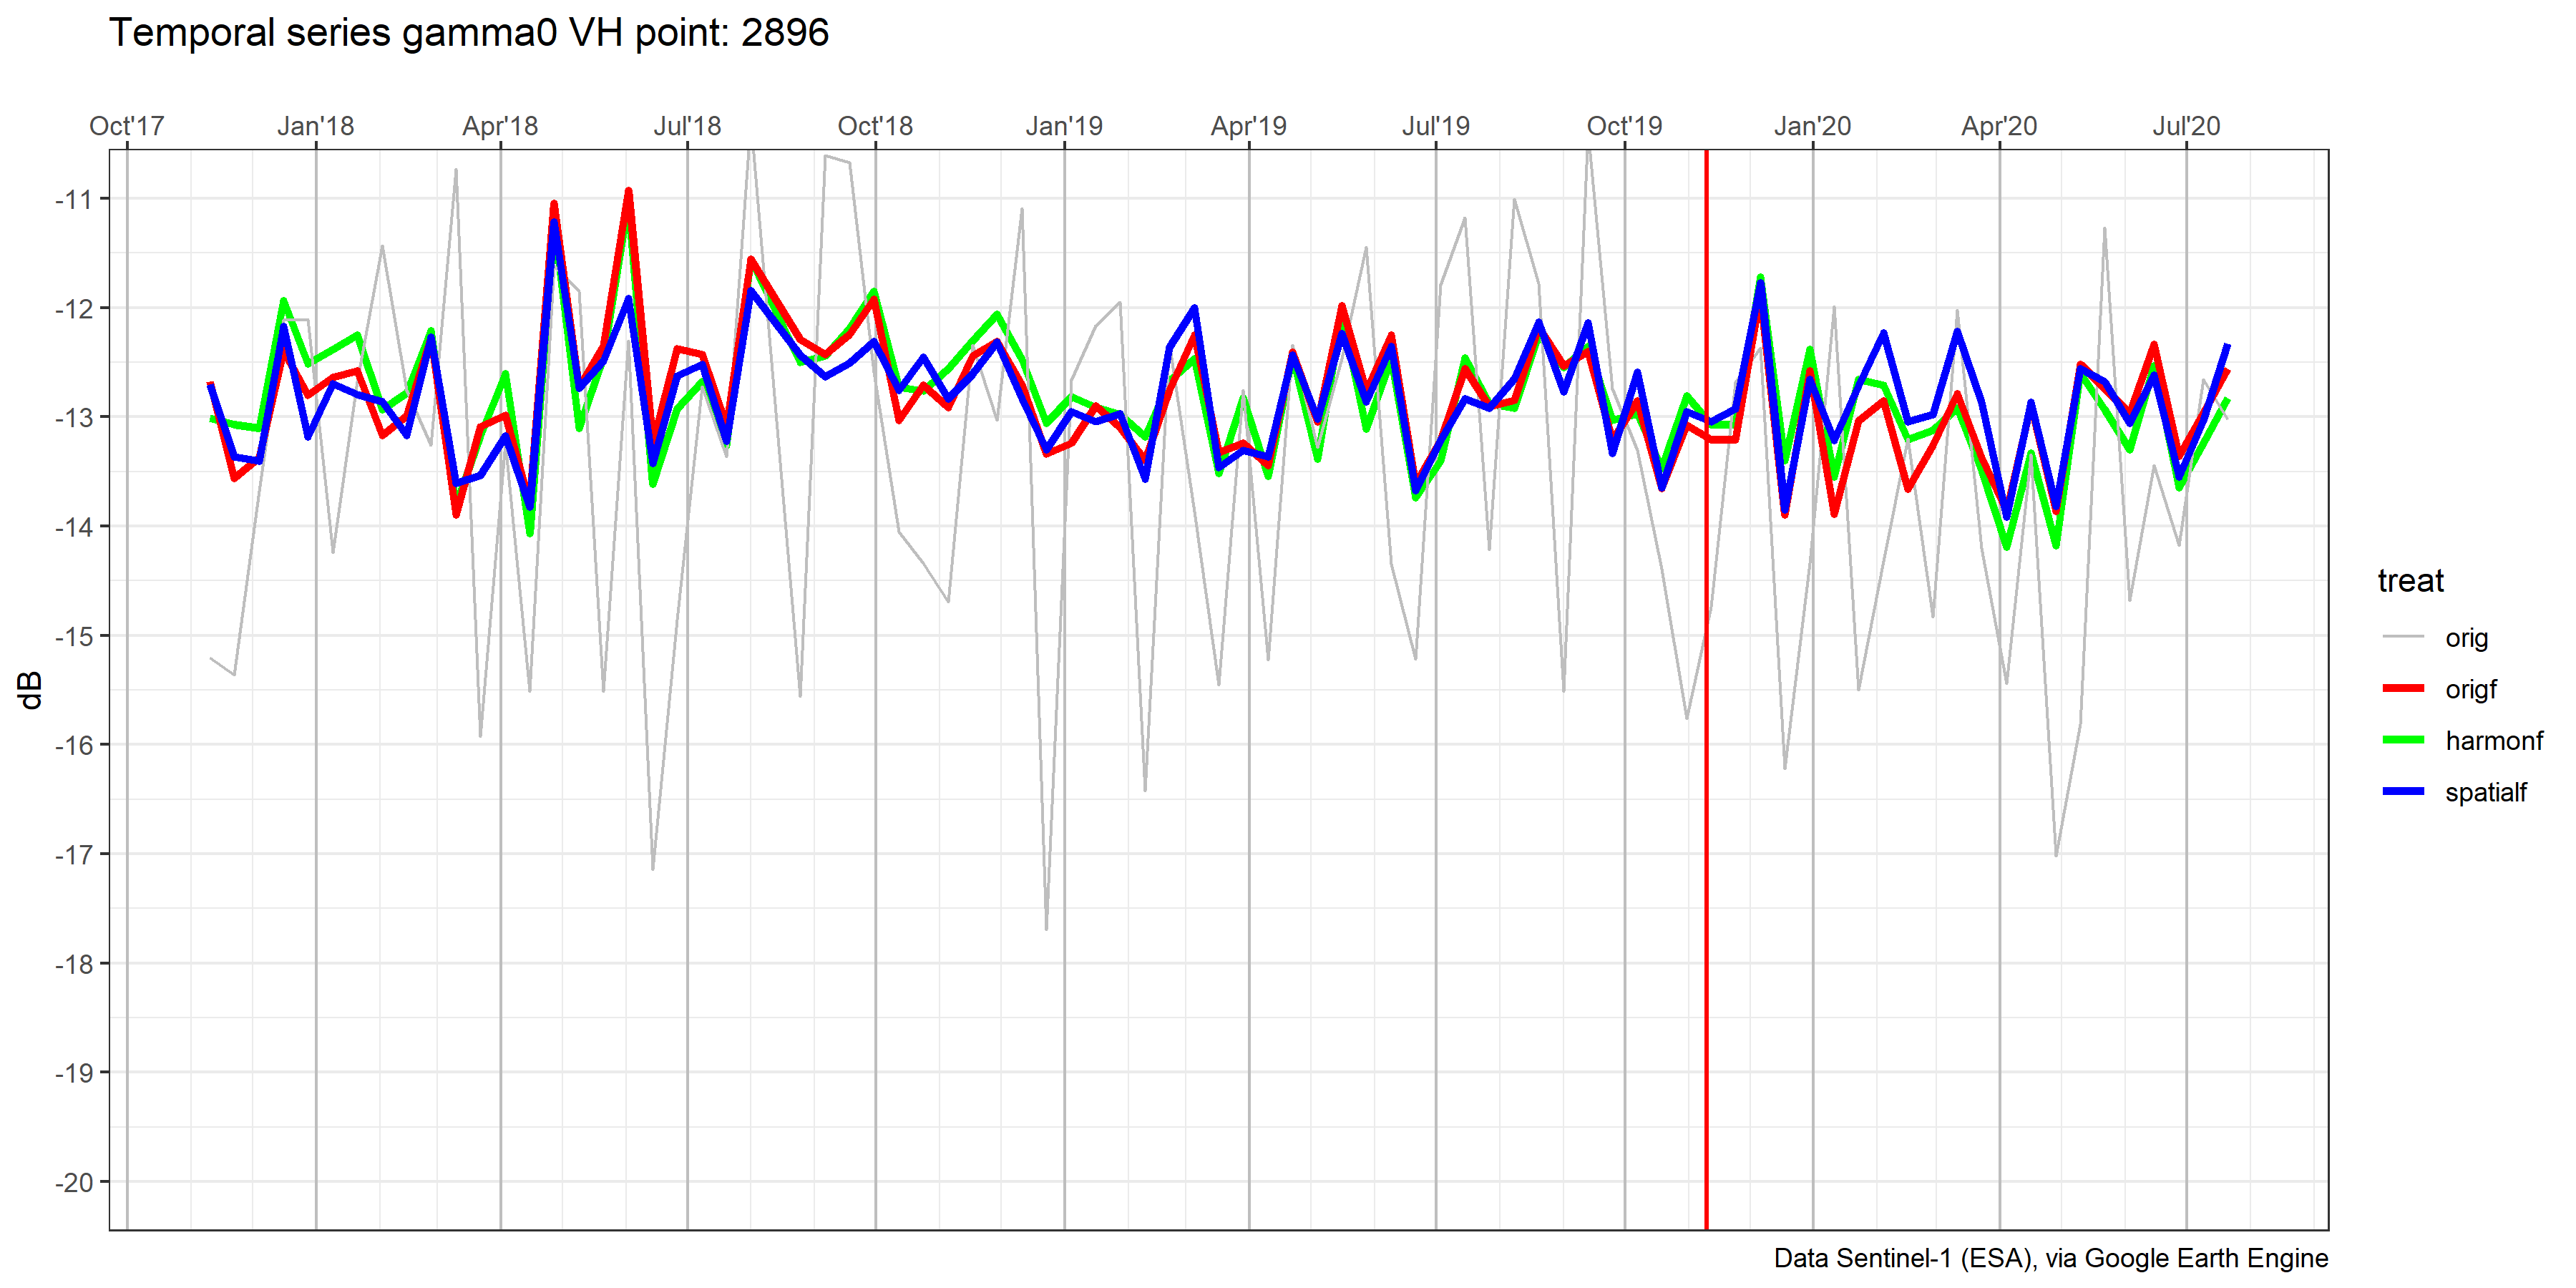 Temporal series gamma0 VH point: 2896
Oct'17 Jan'18 Apr'18 Jul'18 Oct'18 Jan'19 Apr'19 Jul'19 Oct'19 Jan'20 Apr'20 Jul'20
-11
-12
-13
-14
-15
-16
-17
-18
-19
-20
dB
treat
orig
origf
harmonf
spatialf
Data Sentinel-1 (ESA), via Google Earth Engine